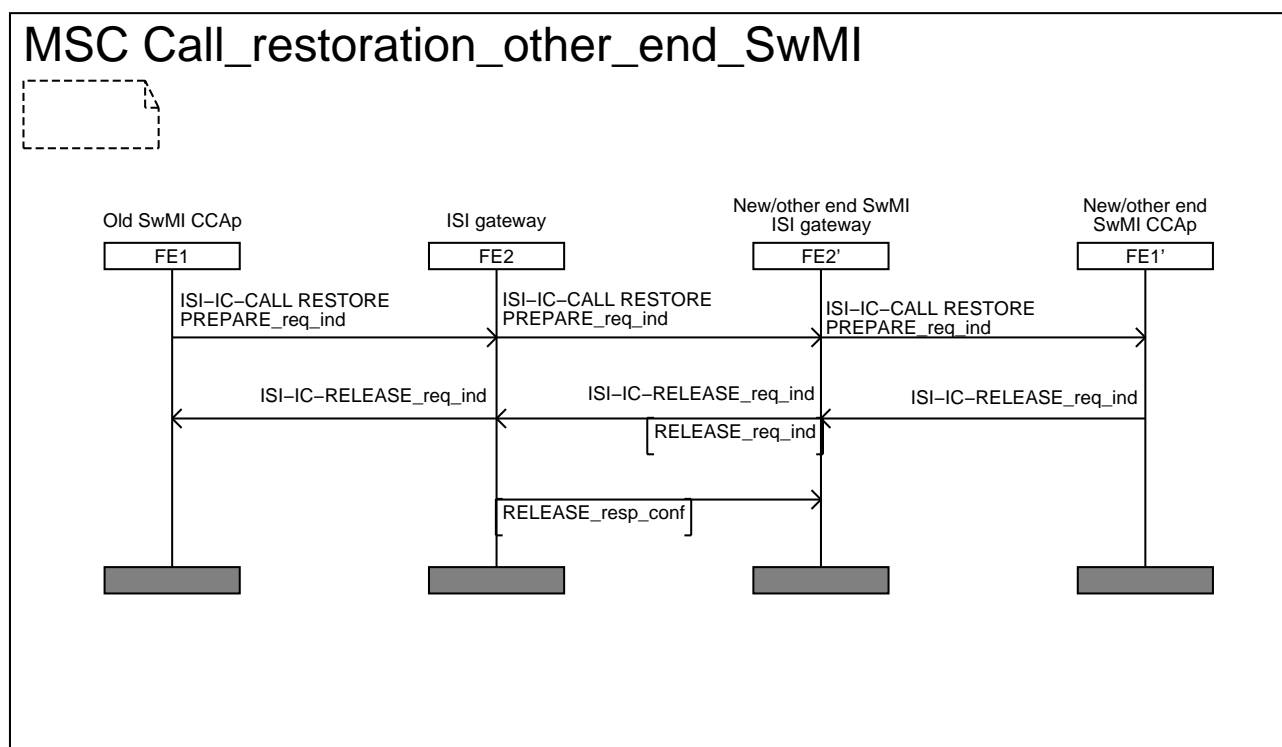 MSC Call_restoration_other_end_SwMI
Old SwMI CCAp
ISI gateway
New/other end SwMI
ISI gateway
New/other end
SwMI CCAp
FE1
FE2
FE2'
FE1'
ISI–IC–CALL RESTORE
PREPARE_req_ind
ISI–IC–CALL RESTORE
PREPARE_req_ind
ISI–IC–CALL RESTORE
PREPARE_req_ind
ISI–IC–RELEASE_req_ind
ISI–IC–RELEASE_req_ind
ISI–IC–RELEASE_req_ind
RELEASE_req_ind
RELEASE_resp_conf